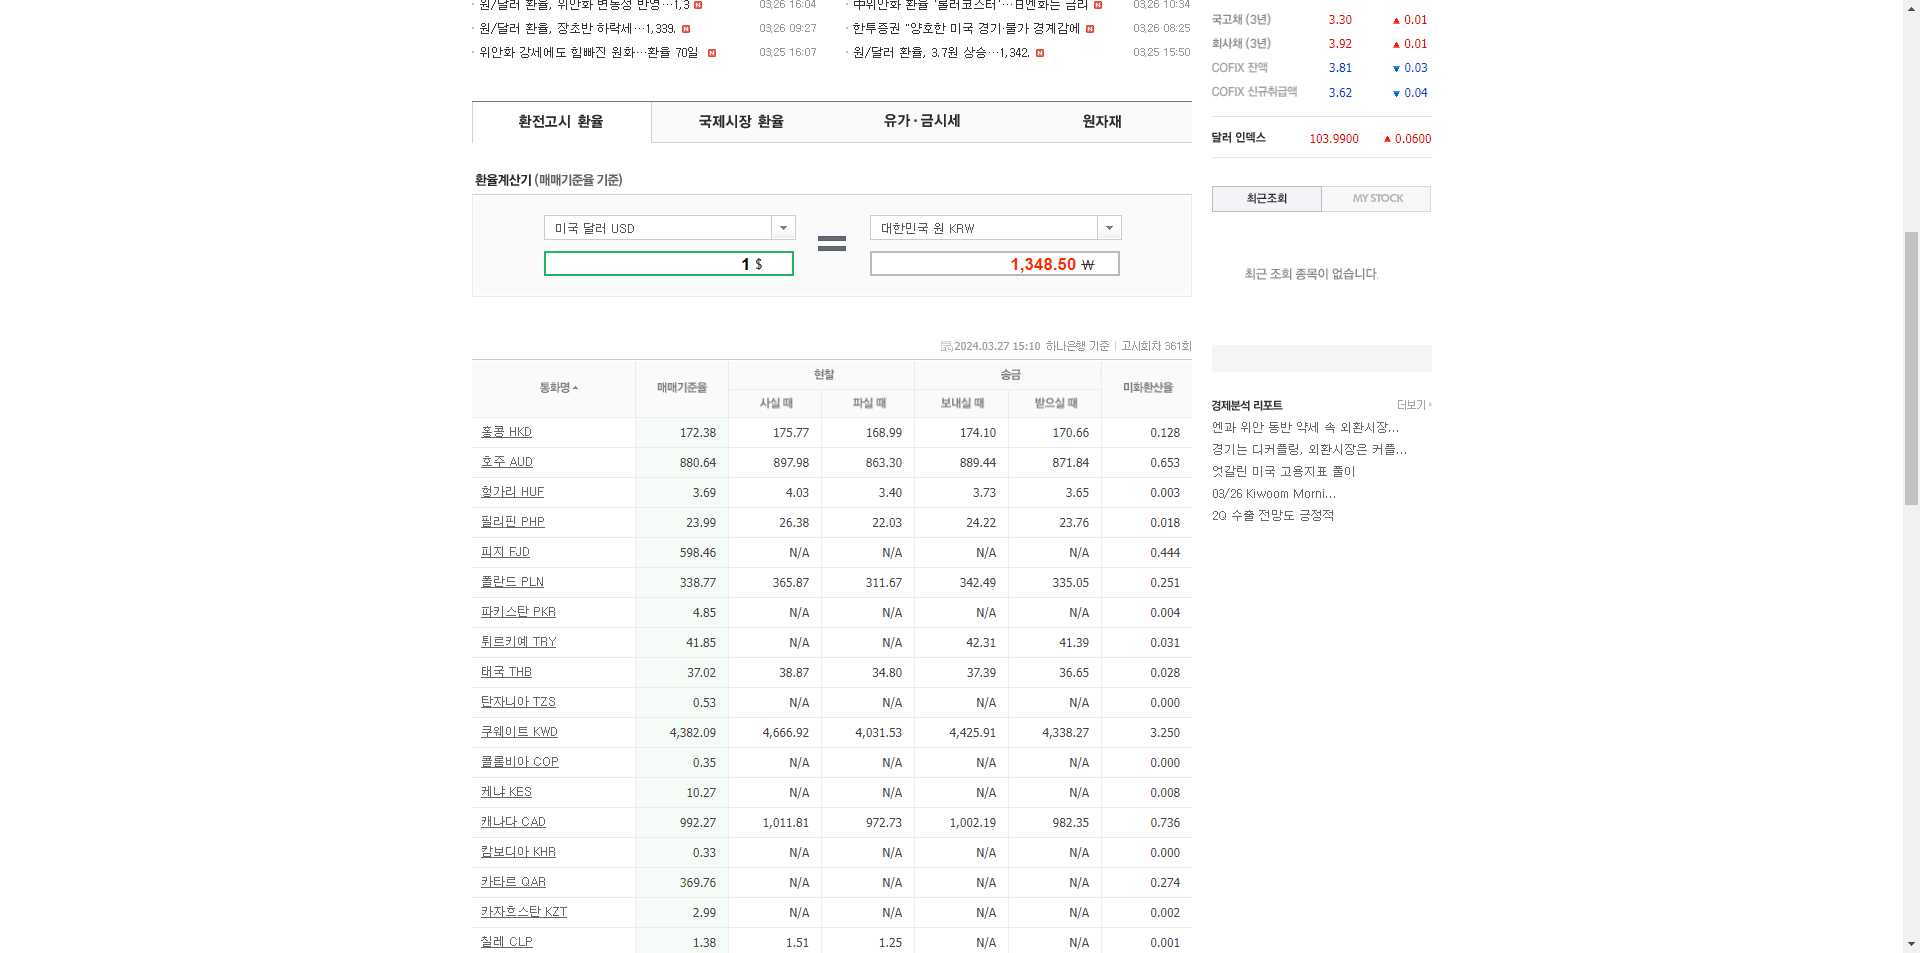 원/달러 환율, 위안화 변동성 반영…1,3 N 03.26 16:04
원/달러 환율, 장초반 하락세…1,339. N 03.26 09:27
위안화 강세에도 힘빠진 원화…환율 70일 N 03.25 16:07
中위안화 환율 '롤러코스터'…日엔화는 금리 N 03.26 10:34
한투증권 "양호한 미국 경기·물가 경계감에 N 03.26 08:25
원/달러 환율, 3.7원 상승…1,342. N 03.25 15:50
환전고시 환율 국제시장 환율 유가·금시세 원자재
환율계산기 (매매기준율 기준)
미국 달러 USD 대한민국 원 KRW
1 $ = 1,348.50 ₩
2024.03.27 15:10 하나은행 기준 | 고시회차 361회
통화명 매매기준율 현찰 송금 미화환산율
사실 때 파실 때 보내실 때 받으실 때
홍콩 HKD 172.38 175.77 168.99 174.10 170.66 0.128
호주 AUD 880.64 897.98 863.30 889.44 871.84 0.653
헝가리 HUF 3.69 4.03 3.40 3.73 3.65 0.003
필리핀 PHP 23.99 26.38 22.03 24.22 23.76 0.018
피지 FJD 598.46 N/A N/A N/A N/A 0.444
폴란드 PLN 338.77 365.87 311.67 342.49 335.05 0.251
파키스탄 PKR 4.85 N/A N/A N/A N/A 0.004
튀르키예 TRY 41.85 N/A N/A 42.31 41.39 0.031
태국 THB 37.02 38.87 34.80 37.39 36.65 0.028
탄자니아 TZS 0.53 N/A N/A N/A N/A 0.000
쿠웨이트 KWD 4,382.09 4,666.92 4,031.53 4,425.91 4,338.27 3.250
콜롬비아 COP 0.35 N/A N/A N/A N/A 0.000
케냐 KES 10.27 N/A N/A N/A N/A 0.008
캐나다 CAD 992.27 1,011.81 972.73 1,002.19 982.35 0.736
캄보디아 KHR 0.33 N/A N/A N/A N/A 0.000
카타르 QAR 369.76 N/A N/A N/A N/A 0.274
카자흐스탄 KZT 2.99 N/A N/A N/A N/A 0.002
칠레 CLP 1.38 1.51 1.25 N/A N/A 0.001
국고채 (3년) 3.30 ▲ 0.01
회사채 (3년) 3.92 ▲ 0.01
COFIX 잔액 3.81 ▼ 0.03
COFIX 신규취급액 3.62 ▼ 0.04
달러 인덱스 103.9900 ▲ 0.0600
최근조회 MY STOCK
최근 조회 종목이 없습니다.
경제분석 리포트 더보기
엔과 위안 동반 약세 속 외환시장...
경기는 디커플링, 외환시장은 커플...
엇갈린 미국 고용지표 풀이
03/26 Kiwoom Morni...
2Q 수출 전망도 긍정적